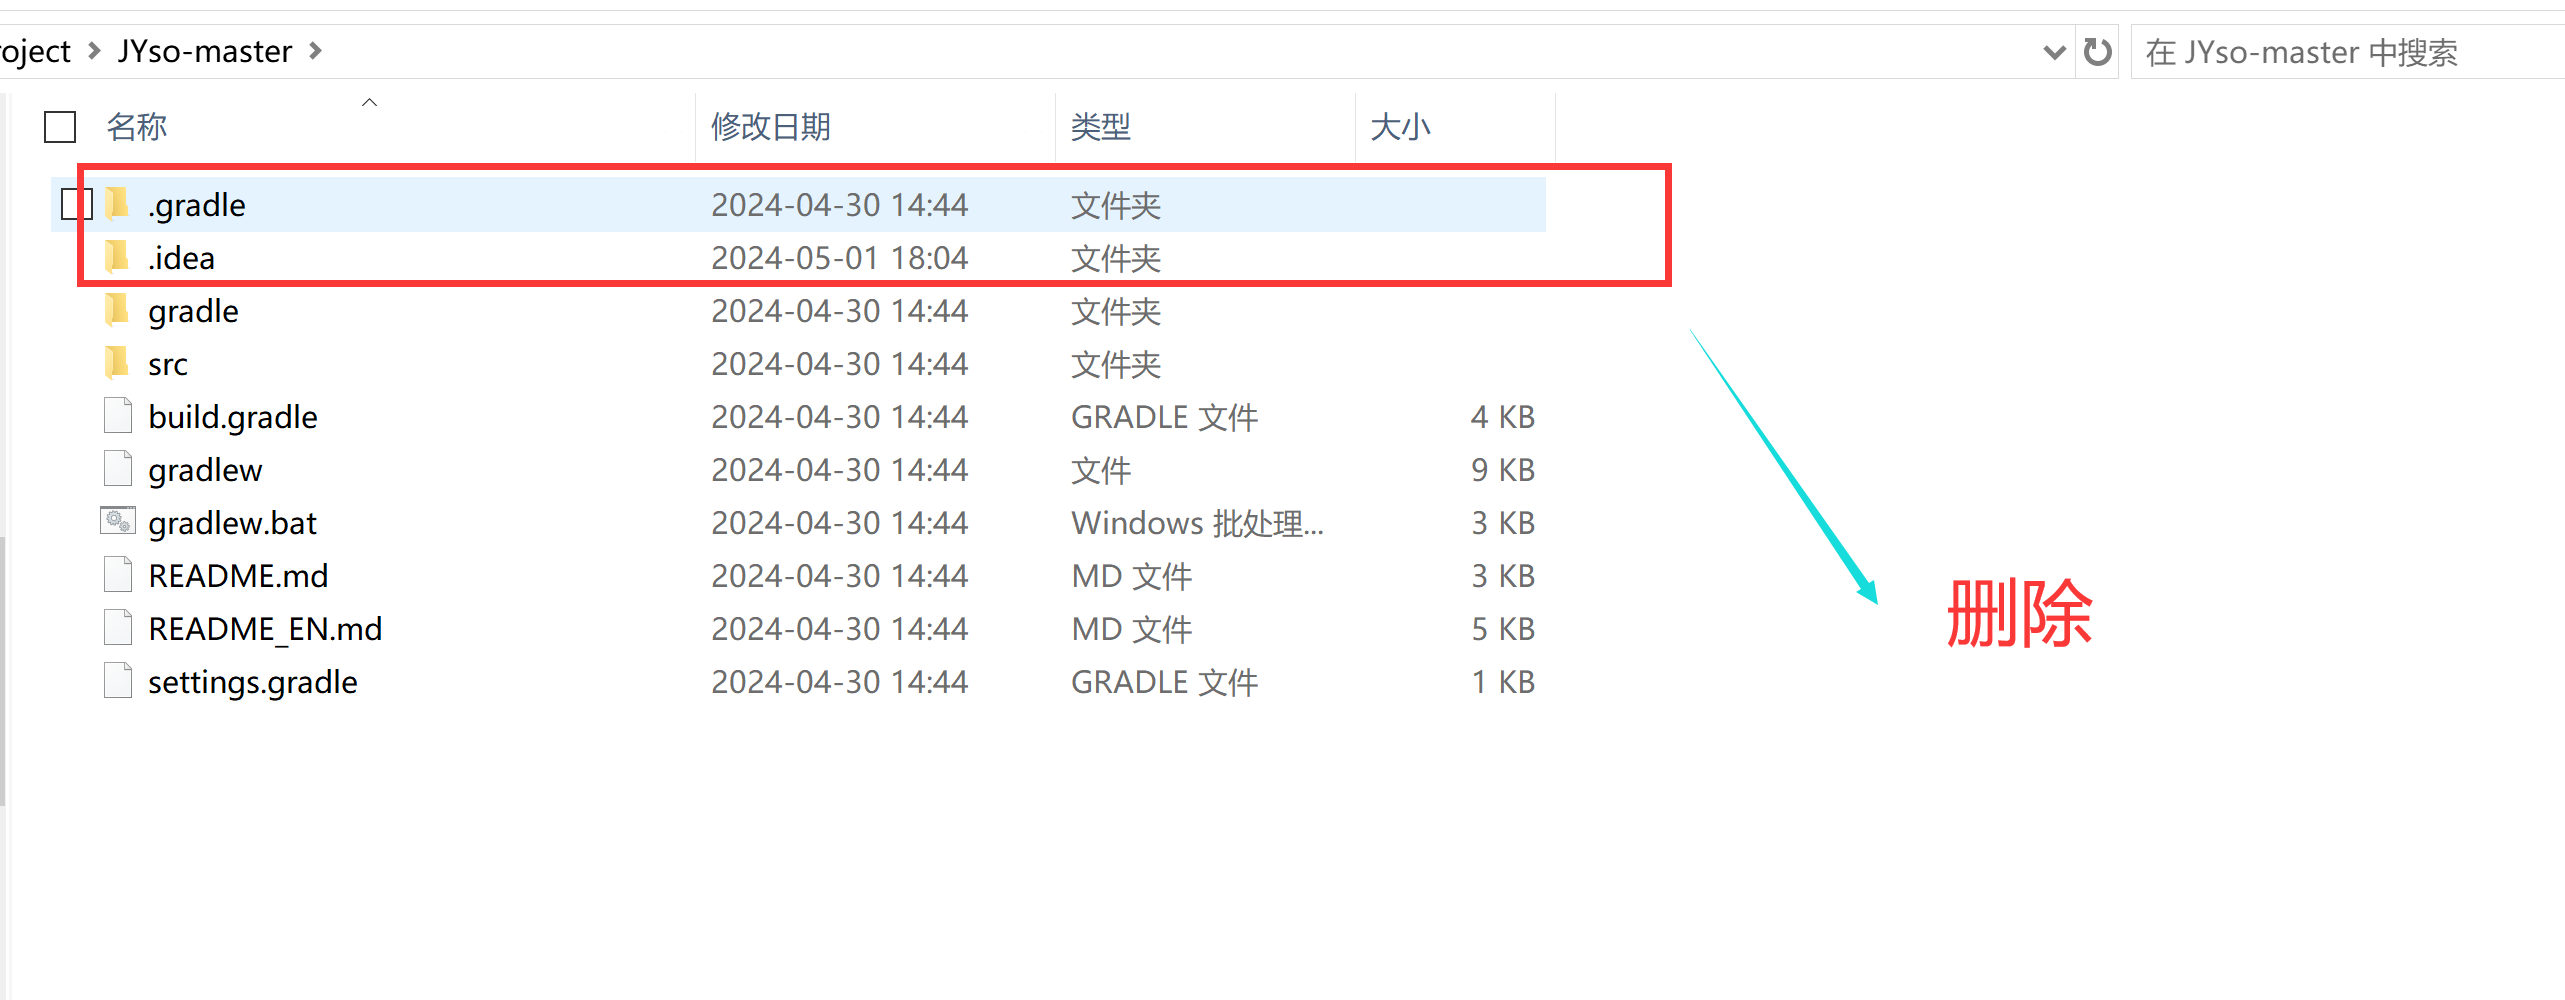 roject > JYso-master >
在 JYso-master 中搜索
名称 修改日期 类型 大小
.gradle 2024-04-30 14:44 文件夹
.idea 2024-05-01 18:04 文件夹
gradle 2024-04-30 14:44 文件夹
src 2024-04-30 14:44 文件夹
build.gradle 2024-04-30 14:44 GRADLE 文件 4 KB
gradlew 2024-04-30 14:44 文件 9 KB
gradlew.bat 2024-04-30 14:44 Windows 批处理... 3 KB
README.md 2024-04-30 14:44 MD 文件 3 KB
README_EN.md 2024-04-30 14:44 MD 文件 5 KB
settings.gradle 2024-04-30 14:44 GRADLE 文件 1 KB
删除